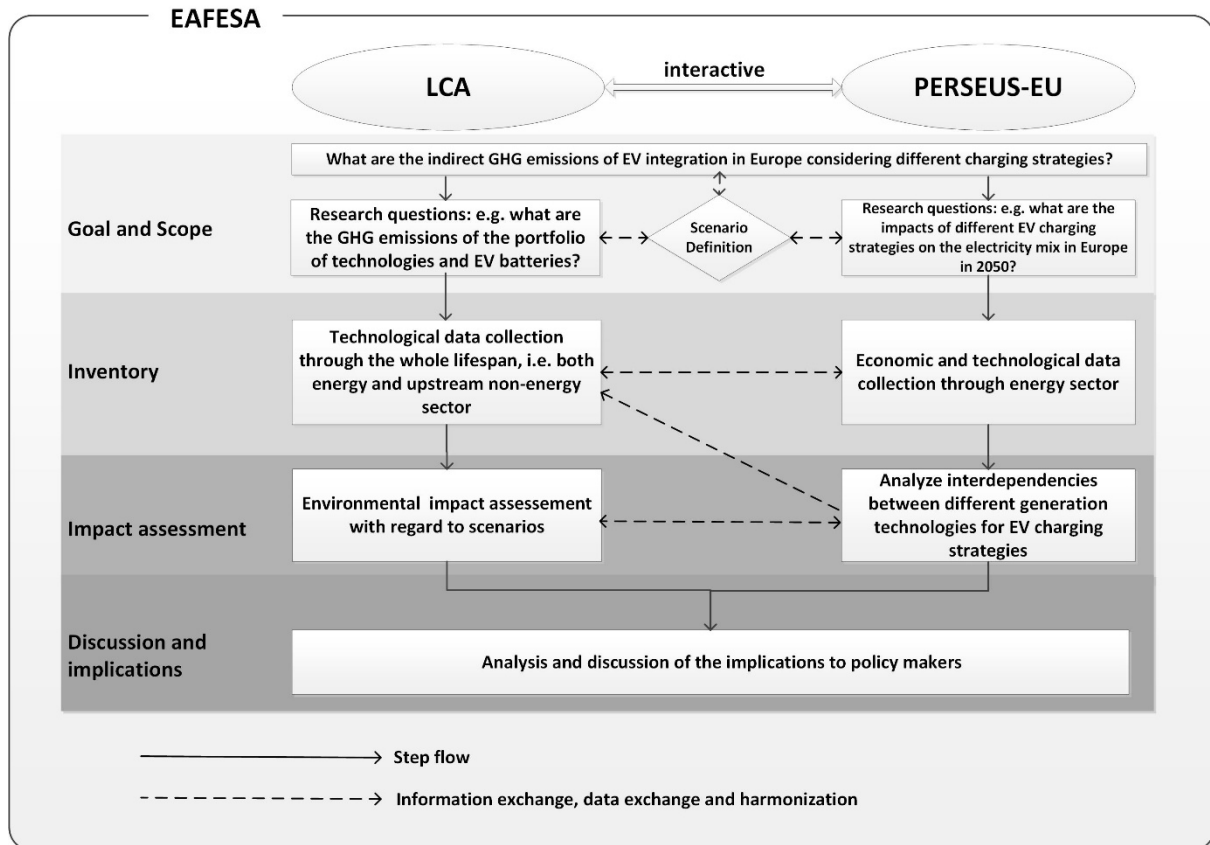 EAFESA
LCA
interactive
PERSEUS-EU
What are the indirect GHG emissions of EV integration in Europe considering different charging strategies?
Goal and Scope
Research questions: e.g. what are
the GHG emissions of the portfolio
of technologies and EV batteries?
Scenario
Definition
Research questions: e.g. what are the
impacts of different EV charging
strategies on the electricity mix in Europe
in 2050?
Inventory
Technological data collection
through the whole lifespan, i.e. both
energy and upstream non-energy
sector
Economic and technological data
collection through energy sector
Impact assessment
Environmental impact assessement
with regard to scenarios
Analyze interdependencies
between different generation
technologies for EV charging
strategies
Discussion and
implications
Analysis and discussion of the implications to policy makers
Step flow
Information exchange, data exchange and harmonization